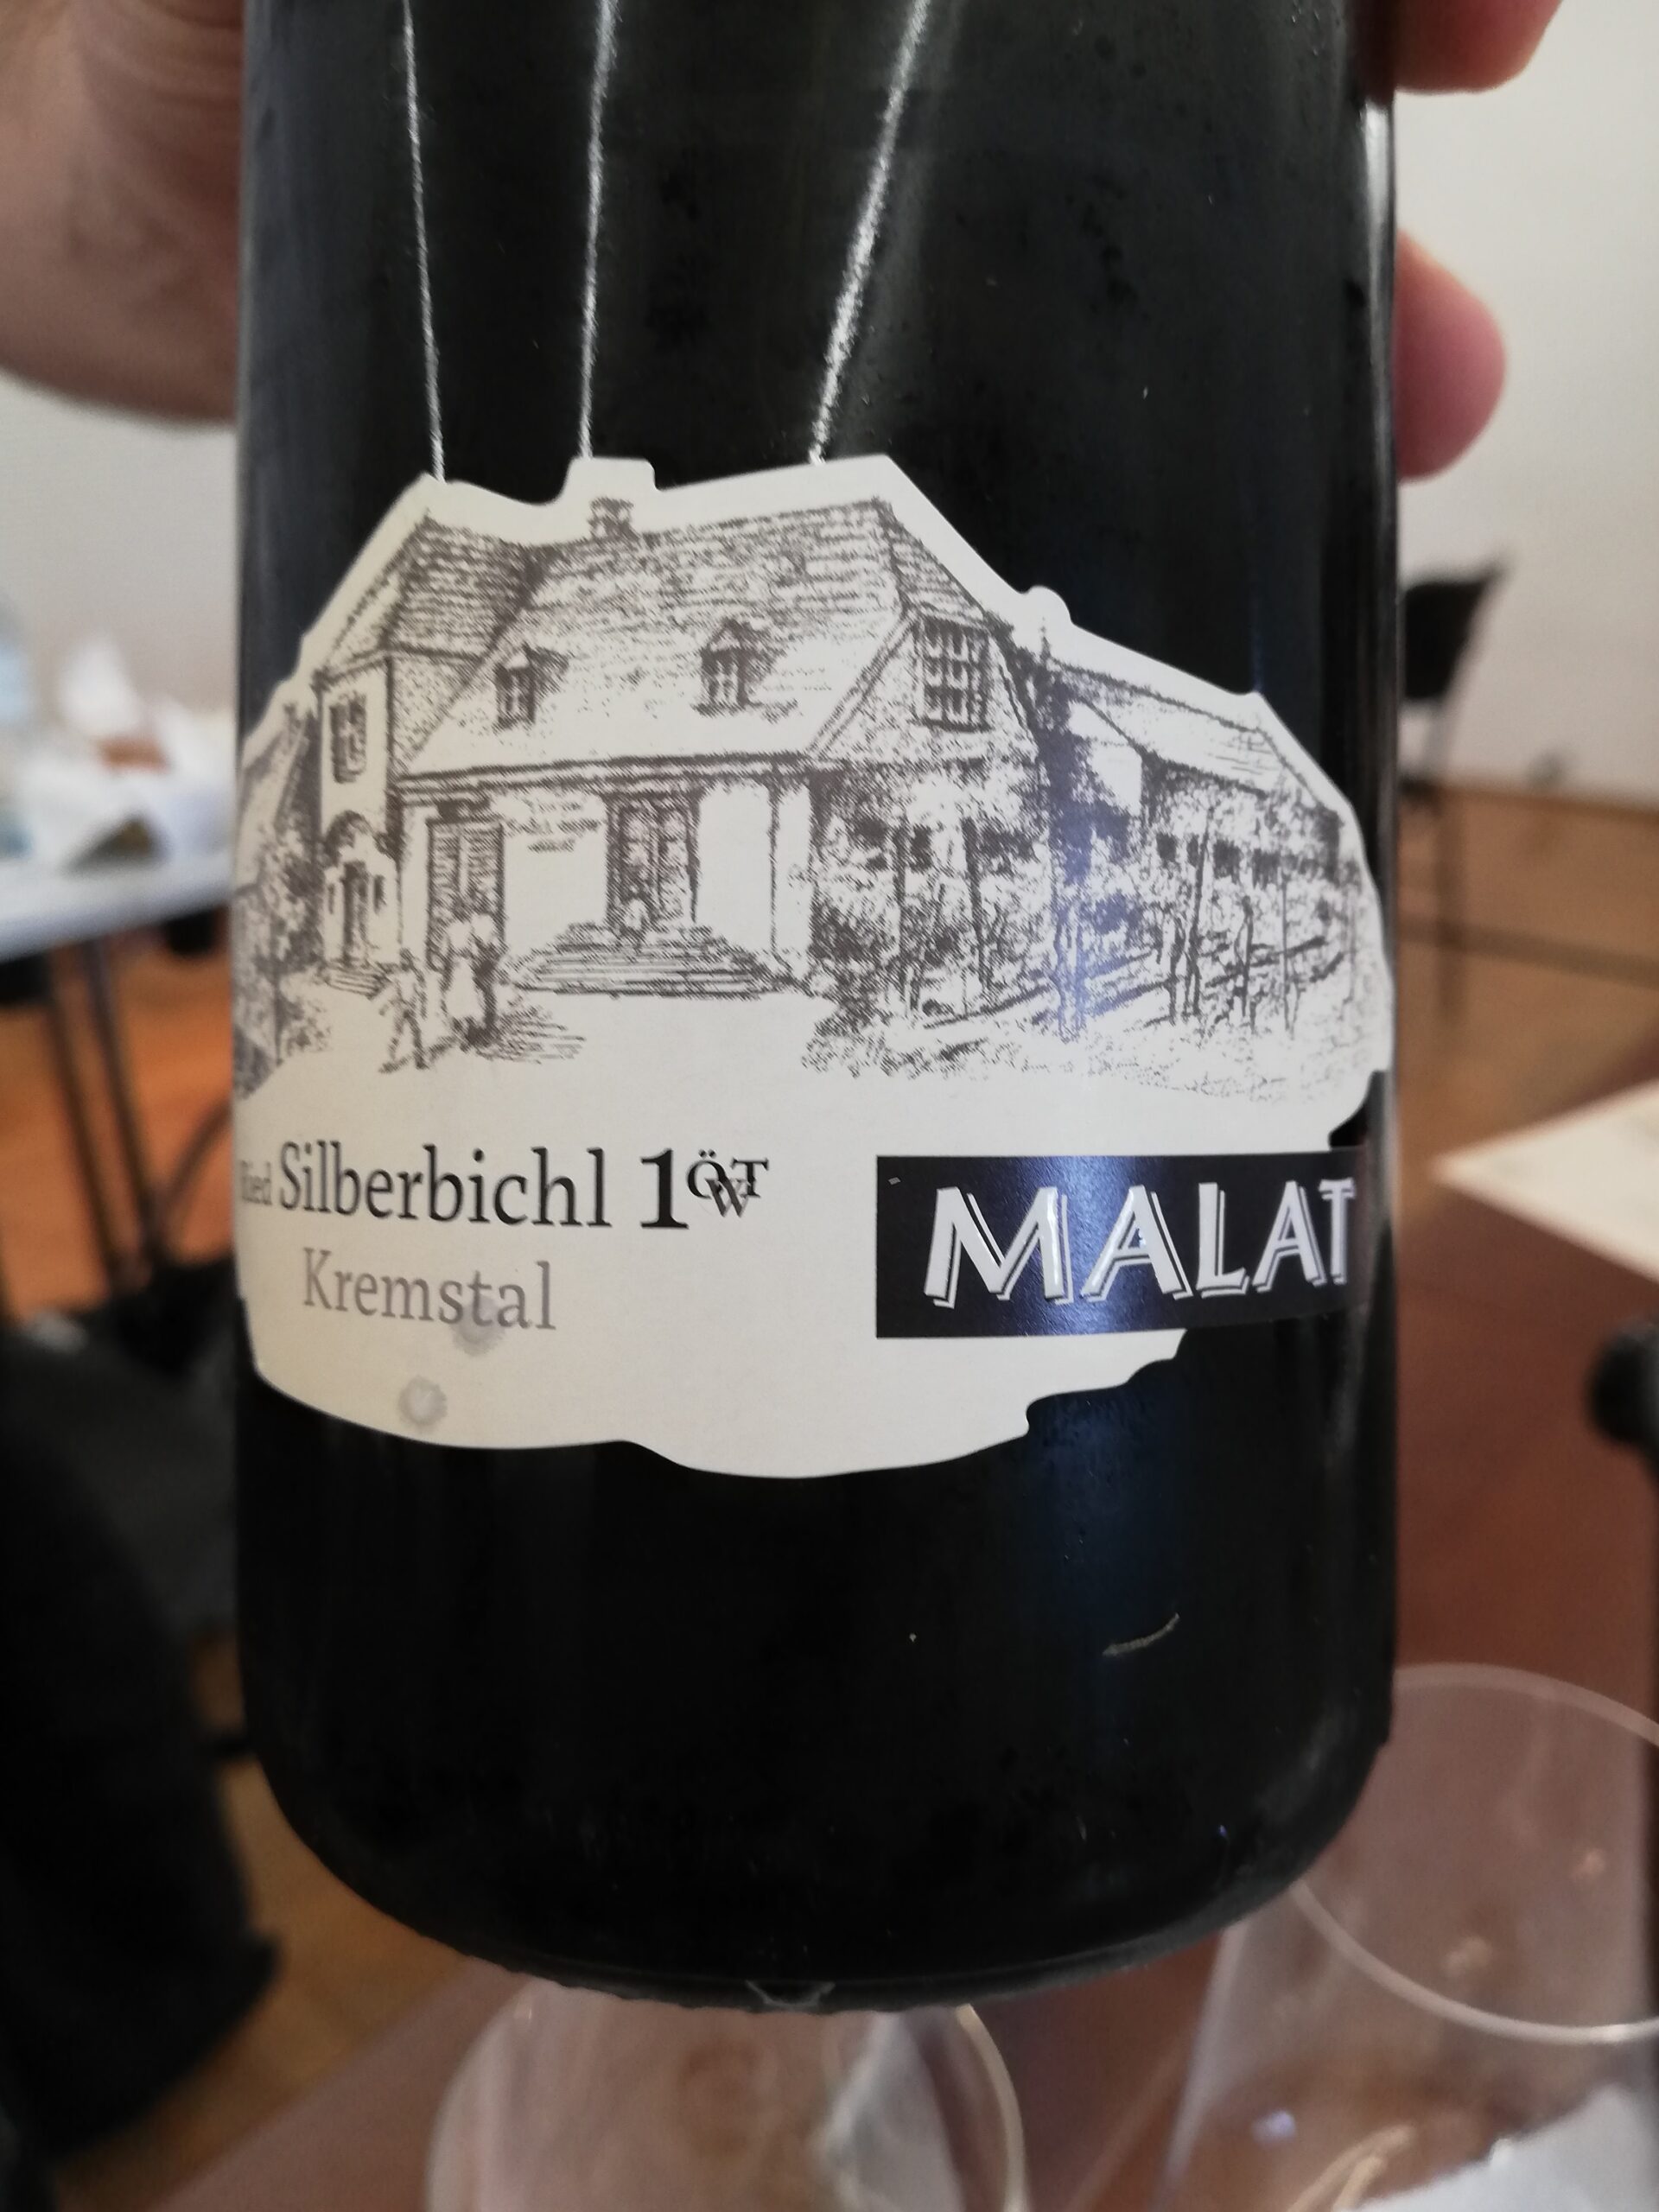 Ried Silberbichl 1ÖTW
Kremstal
MALAT